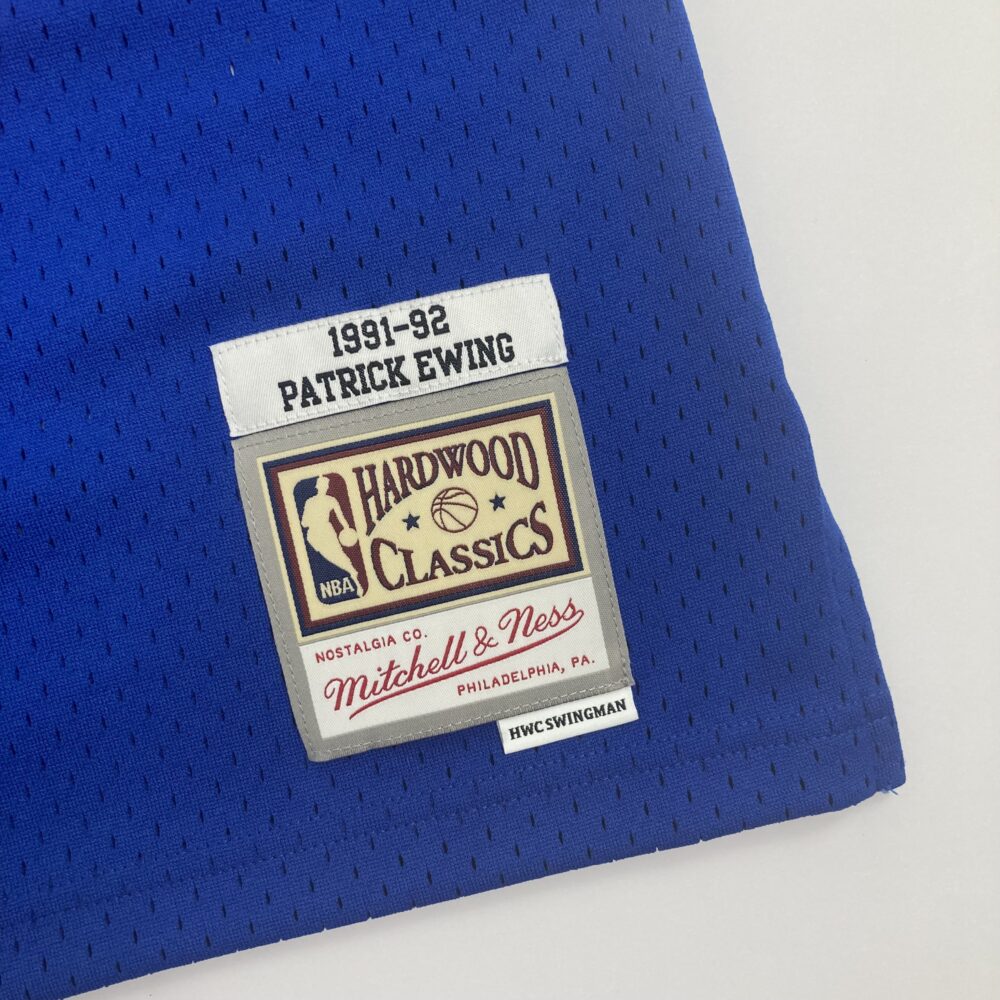 1991-92
PATRICK EWING
HARDWOOD
CLASSICS
NBA
NOSTALGIA CO.
Mitchell & Ness
PHILADELPHIA, PA.
HWC SWINGMAN